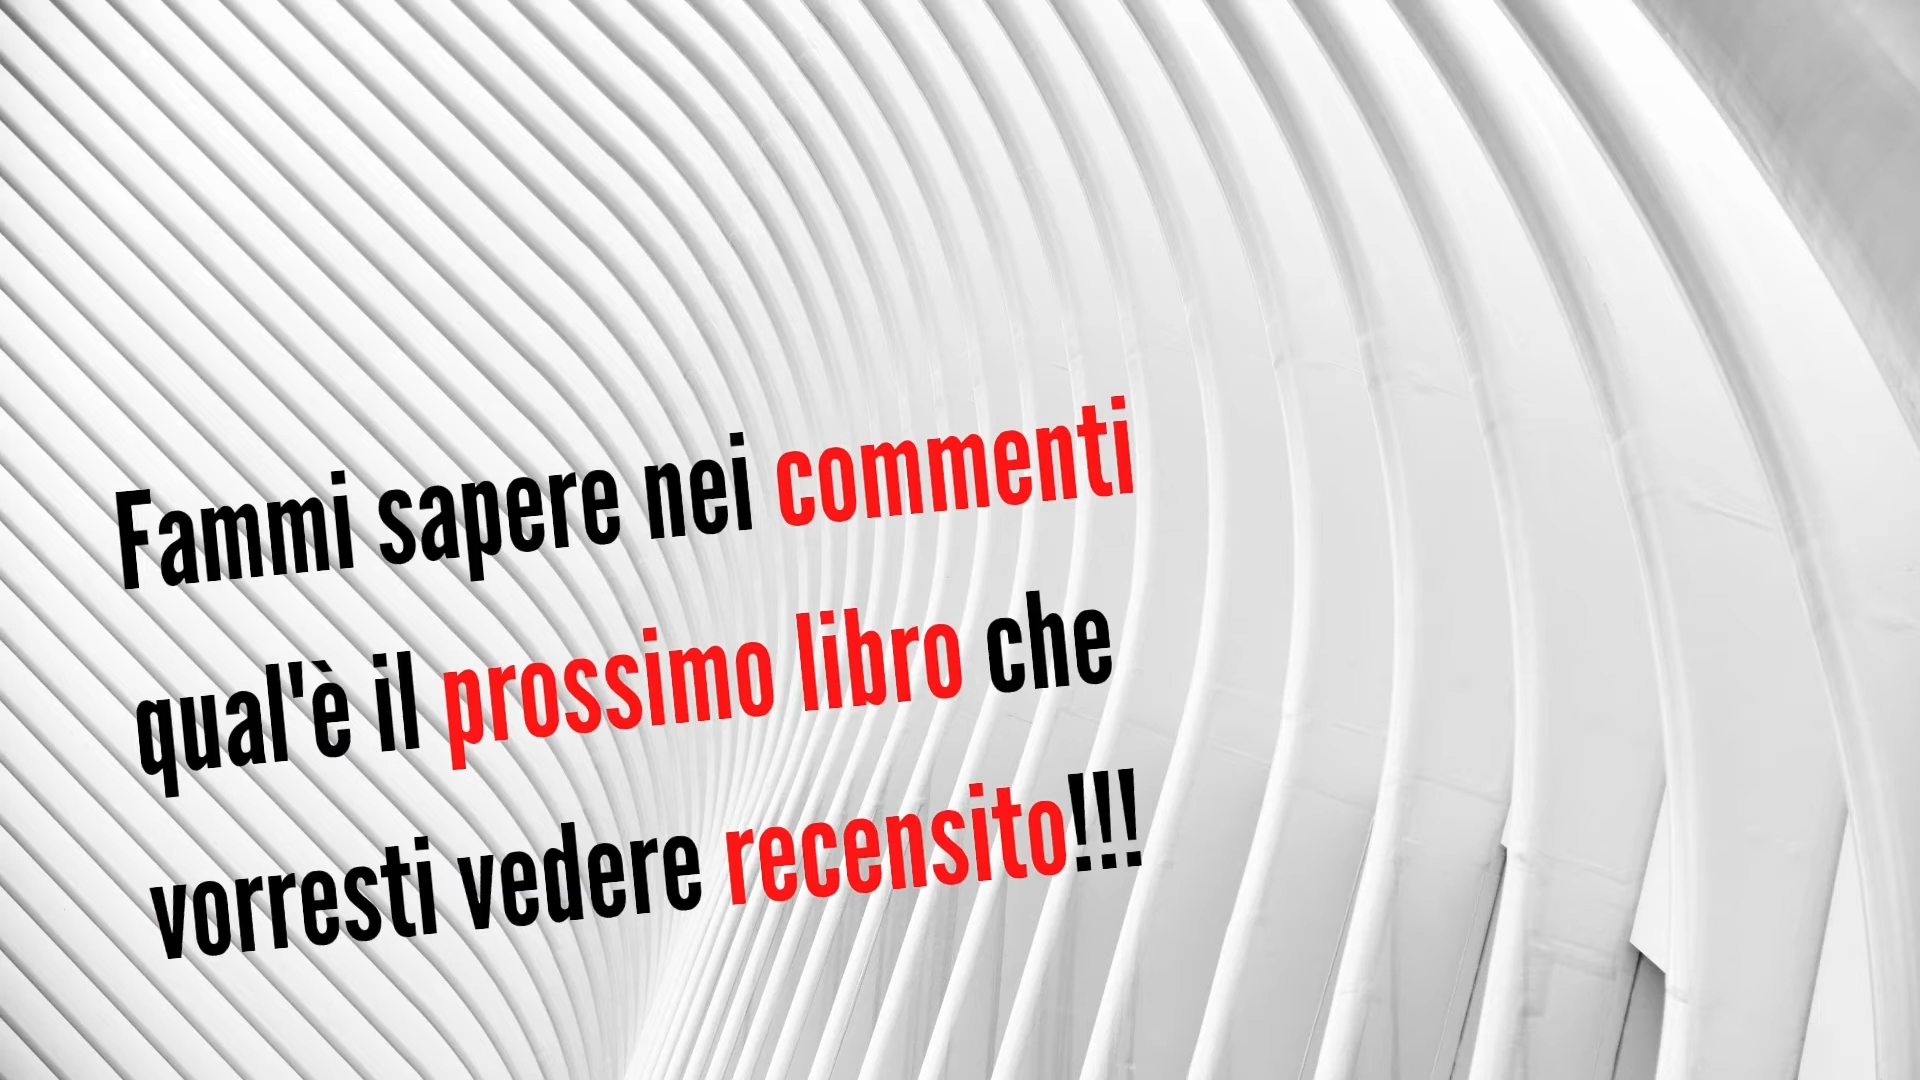 Fammi sapere nei commenti
qual'è il prossimo libro che
vorresti vedere recensito!!!